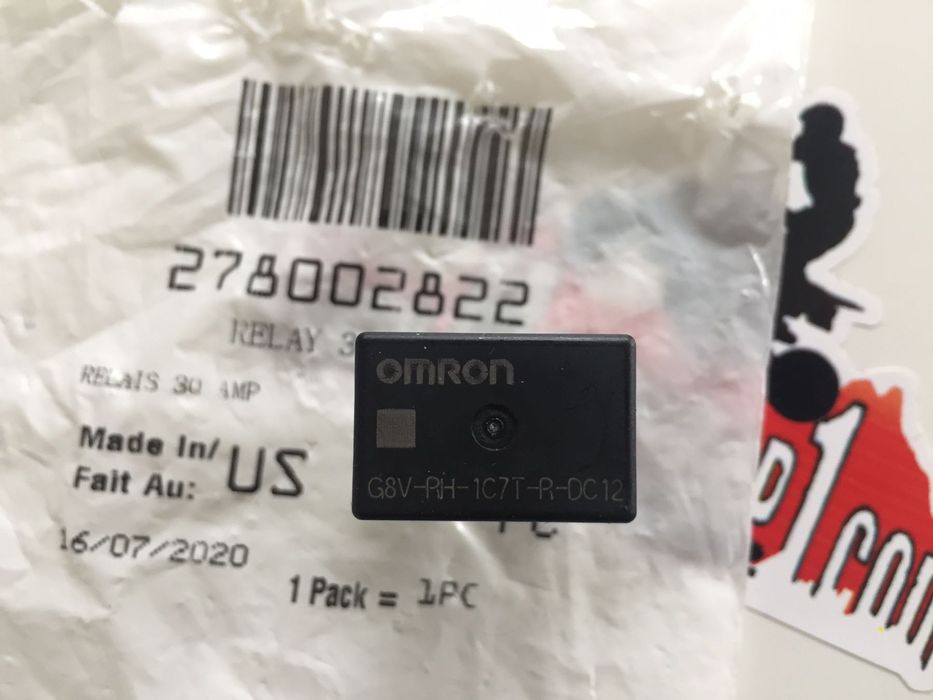 278002822
RELAY 3
RELAIS 30 AMP
Made In/
Fait Au: US
16/07/2020
1 Pack = 1PC
omron
G8V-RH-1C7T-R-DC12